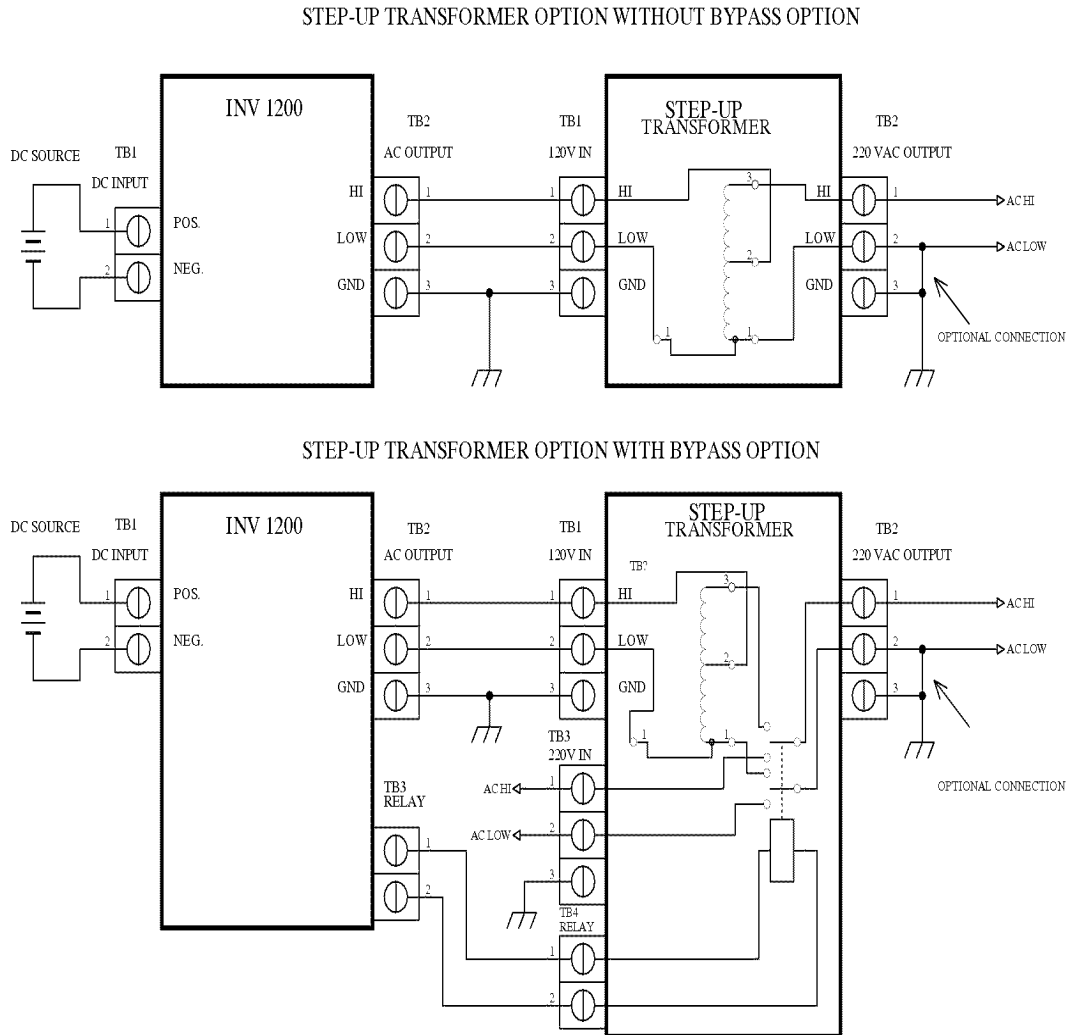 STEP-UP TRANSFORMER OPTION WITHOUT BYPASS OPTION
INV 1200
STEP-UP
TRANSFORMER
TB2
TB1
TB2
DC SOURCE
TB1
AC OUTPUT
120V IN
220 VAC OUTPUT
DC INPUT
3
HI
1
1
HI
HI
1
AC HI
1
POS.
LOW
2
2
LOW
LOW
2
AC LOW
2
NEG.
2
GND
3
3
GND
GND
3
1
1
OPTIONAL CONNECTION
STEP-UP TRANSFORMER OPTION WITH BYPASS OPTION
INV 1200
STEP-UP
TRANSFORMER
DC SOURCE
TB1
TB2
TB1
TB2
DC INPUT
AC OUTPUT
120V IN
220 VAC OUTPUT
TB?
3
1
POS.
HI
1
1
HI
1
AC HI
2
NEG.
LOW
2
2
LOW
2
AC LOW
2
GND
3
3
GND
3
1
1
TB3
220V IN
TB3
RELAY
AC HI
1
OPTIONAL CONNECTION
AC LOW
2
1
3
2
TB4
RELAY
1
2